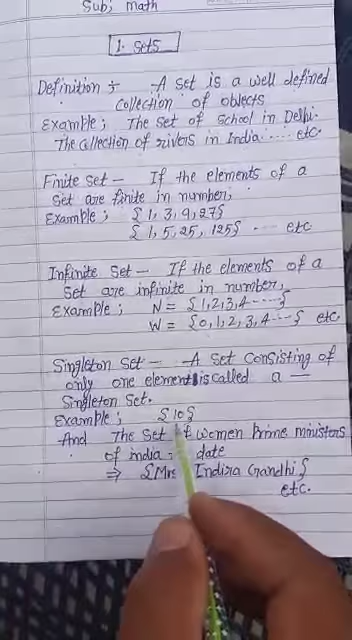 Sub; math
1. Sets
Definition :- A set is a well defined
collection of objects
Example; The set of school in Delhi.
The collection of rivers in India..... etc.
Finite set - If the elements of a
set are finite in number;
Example; {1, 3, 9, 27}
{1, 5, 25, 125} .... etc
Infinite Set - If the elements of a
set are infinite in number,
Example; N = {1,2,3,4.....}
W = {0,1,2,3,4...} etc.
Singleton Set - A set consisting of
only one element is called a -
Singleton Set.
Example; {10}
And The set of women prime ministers
of india date
⇒ {Mrs Indira Gandhi}
etc.